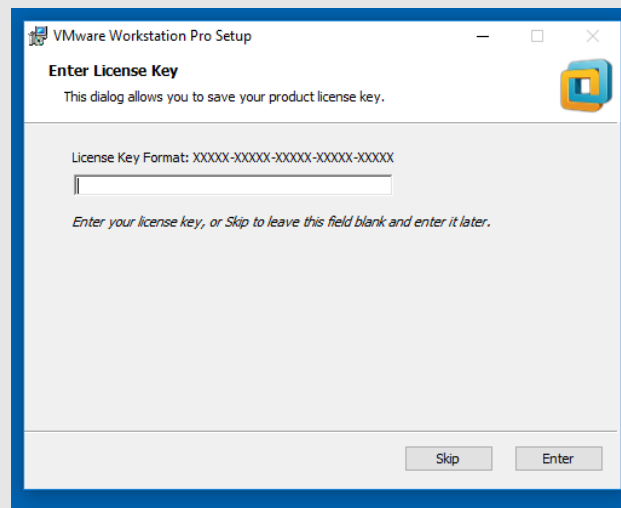 VMware Workstation Pro Setup
Enter License Key
This dialog allows you to save your product license key.
License Key Format: XXXXX-XXXXX-XXXXX-XXXXX-XXXXX
Enter your license key, or Skip to leave this field blank and enter it later.
Skip Enter